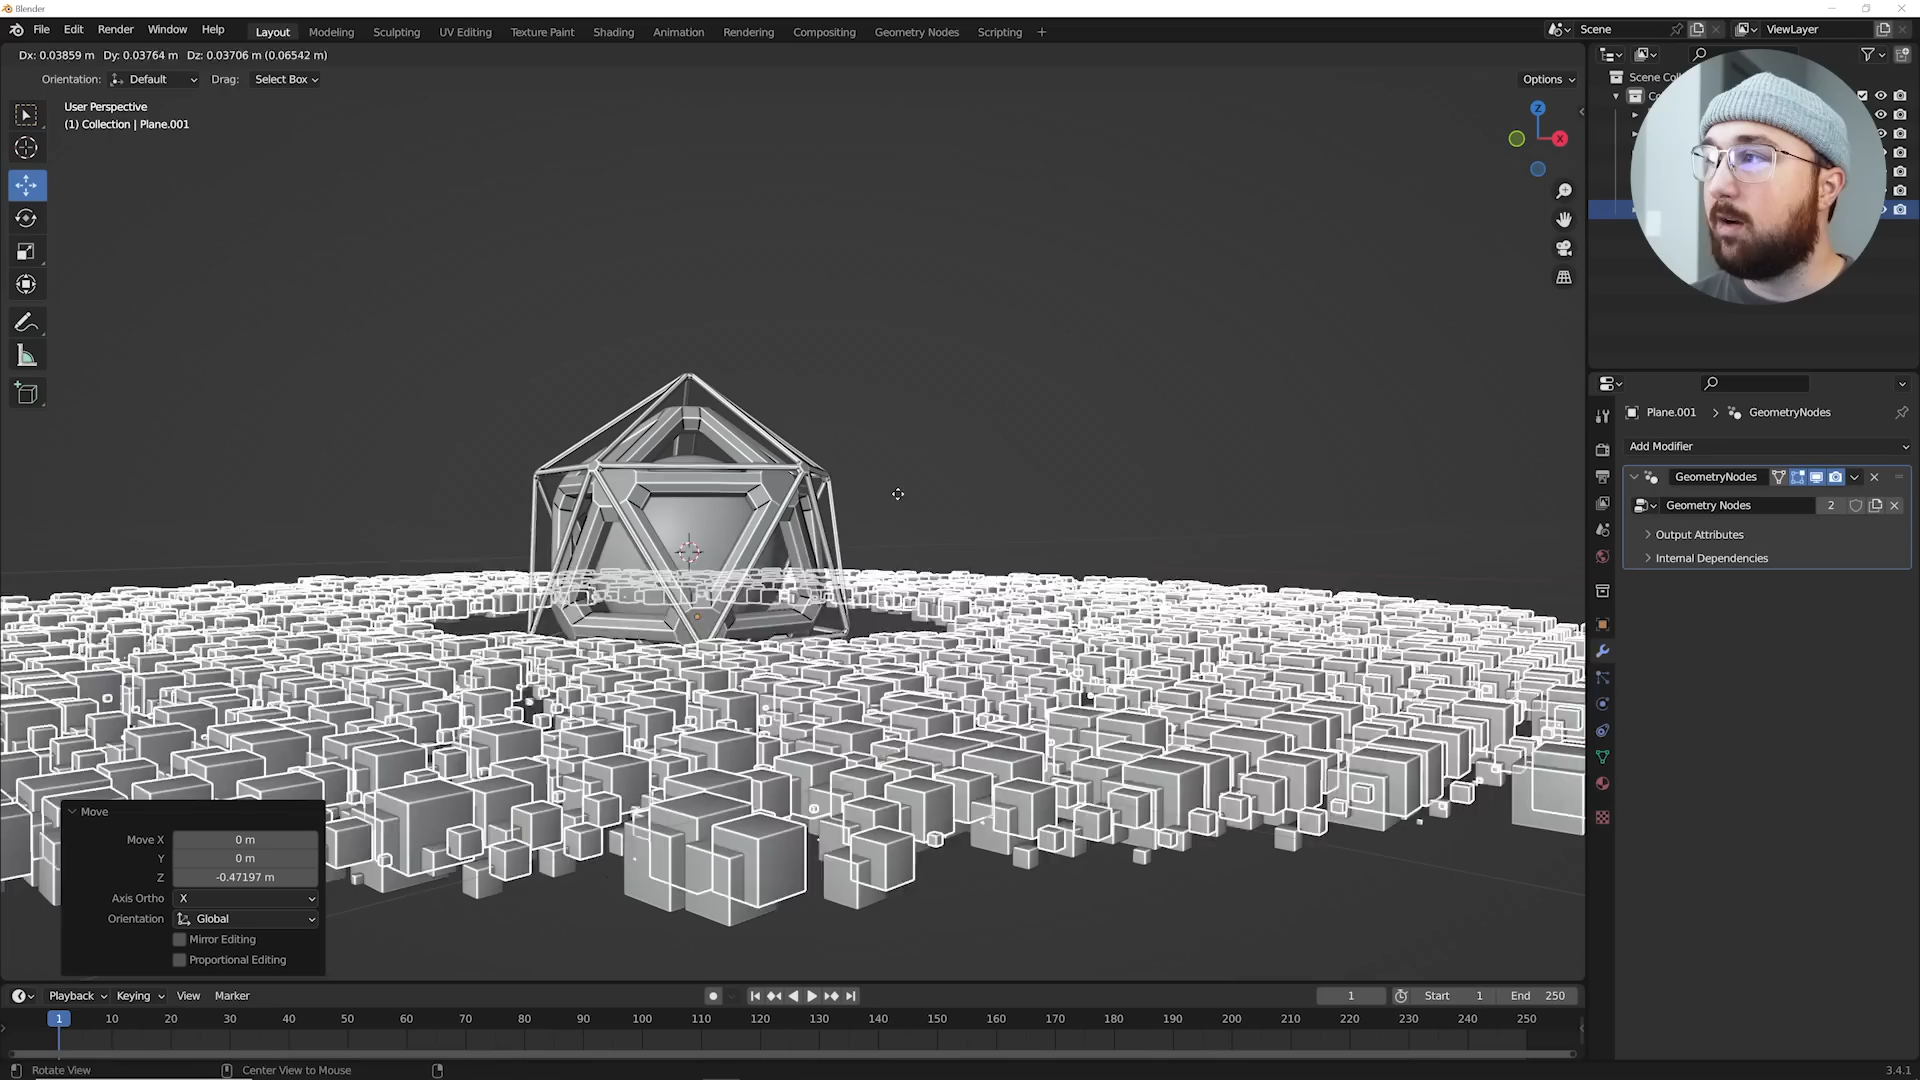 Blender
File Edit Render Window Help
Layout Modeling Sculpting UV Editing Texture Paint Shading Animation Rendering Compositing Geometry Nodes Scripting +
Scene
ViewLayer
Dx: 0.03859 m Dy: 0.03764 m Dz: 0.03706 m (0.06542 m)
Orientation: Default Drag: Select Box
Options
User Perspective
(1) Collection | Plane.001
Z
X
Scene Coll
Plane.001 > GeometryNodes
Add Modifier
GeometryNodes
Geometry Nodes 2
Output Attributes
Internal Dependencies
Move
Move X 0 m
Y 0 m
Z -0.47197 m
Axis Ortho X
Orientation Global
Mirror Editing
Proportional Editing
Playback Keying View Marker
1 Start 1 End 250
1 10 20 30 40 50 60 70 80 90 100 110 120 130 140 150 160 170 180 190 200 210 220 230 240 250
Rotate View Center View to Mouse
3.4.1